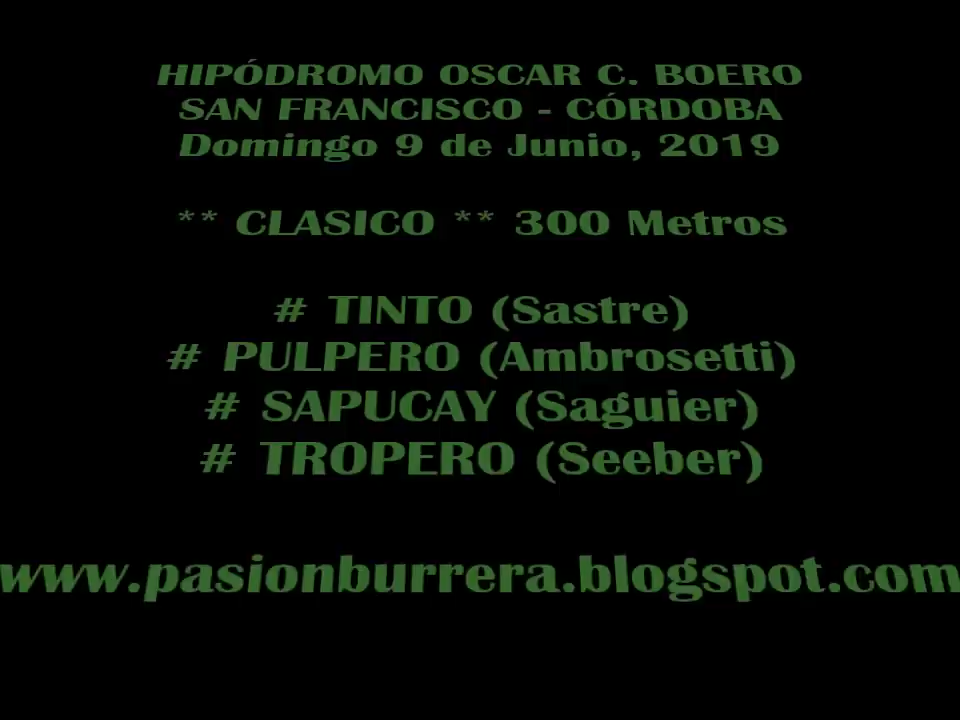 HIPÓDROMO OSCAR C. BOERO
SAN FRANCISCO - CÓRDOBA
Domingo 9 de Junio, 2019
** CLASICO ** 300 Metros
# TINTO (Sastre)
# PULPERO (Ambrosetti)
# SAPUCAY (Saguier)
# TROPERO (Seeber)
www.pasionburrera.blogspot.com